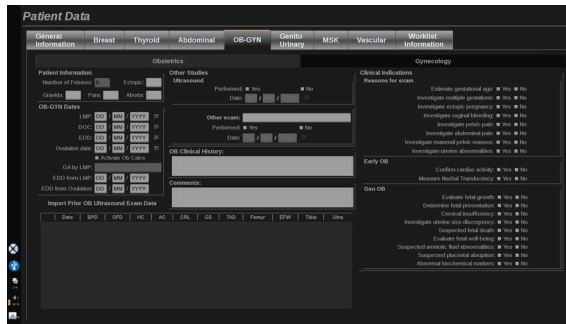 Patient Data
General Information
Breast
Thyroid
Abdominal
OB-GYN
Genito Urinary
MSK
Vascular
Worklist Information
Obstetrics
Gynecology
Patient Information
Number of Fetuses: Ectopic:
Gravida: Para: Aborta:
OB-GYN Dates
LMP: DD / MM / YYYY
DOC: DD / MM / YYYY
EDD: DD / MM / YYYY
Ovulation date: DD / MM / YYYY
Activate Ob Calcs
GA by LMP:
EDD from LMP: DD / MM / YYYY
EDD from Ovulation: DD / MM / YYYY
Import Prior OB Ultrasound Exam Data
Date BPD OFD HC AC CRL GS TAD Femur EFW Tibia Ulna
Other Studies
Ultrasound
Performed: Yes No
Date: / /
Other exam:
Performed: Yes No
Date: / /
OB Clinical History:
Comments:
Clinical Indications
Reasons for exam
Estimate gestational age: Yes No
Investigate multiple gestations: Yes No
Investigate ectopic pregnancy: Yes No
Investigate vaginal bleeding: Yes No
Investigate pelvic pain: Yes No
Investigate abdominal pain: Yes No
Investigate maternal pelvic masses: Yes No
Investigate uterine abnormalities: Yes No
Early OB
Confirm cardiac activity: Yes No
Measure Nuchal Translucency: Yes No
Gen OB
Evaluate fetal growth: Yes No
Determine fetal presentation: Yes No
Cervical insufficiency: Yes No
Investigate uterine size discrepancy: Yes No
Suspected fetal death: Yes No
Evaluate fetal well being: Yes No
Suspected amniotic fluid abnormalities: Yes No
Suspected placental abruption: Yes No
Abnormal biochemical markers: Yes No